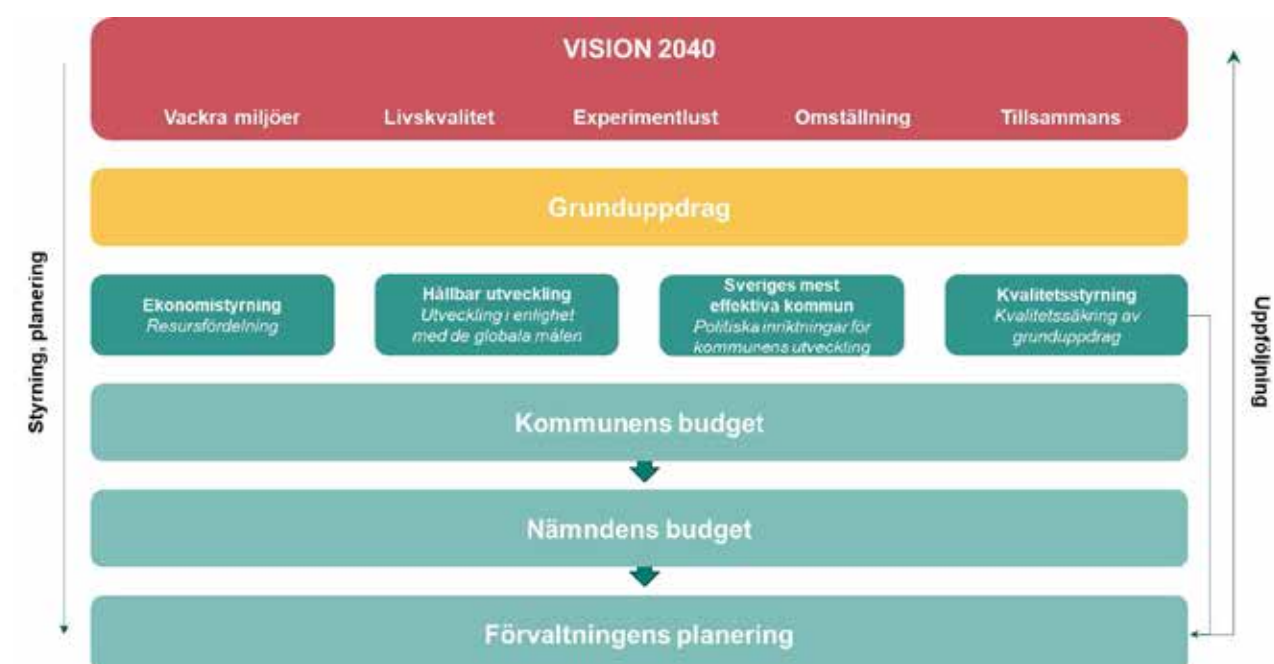 VISION 2040
Vackra miljöer
Livskvalitet
Experimentlust
Omställning
Tillsammans
Grunduppdrag
Ekonomistyrning
Resursfördelning
Hållbar utveckling
Utveckling i enlighet
med de globala målen
Sveriges mest
effektiva kommun
Politiska inriktningar för
kommunens utveckling
Kvalitetsstyrning
Kvalitetssäkring av
grunduppdrag
Kommunens budget
Nämndens budget
Förvaltningens planering
Styrning, planering
Uppföljning